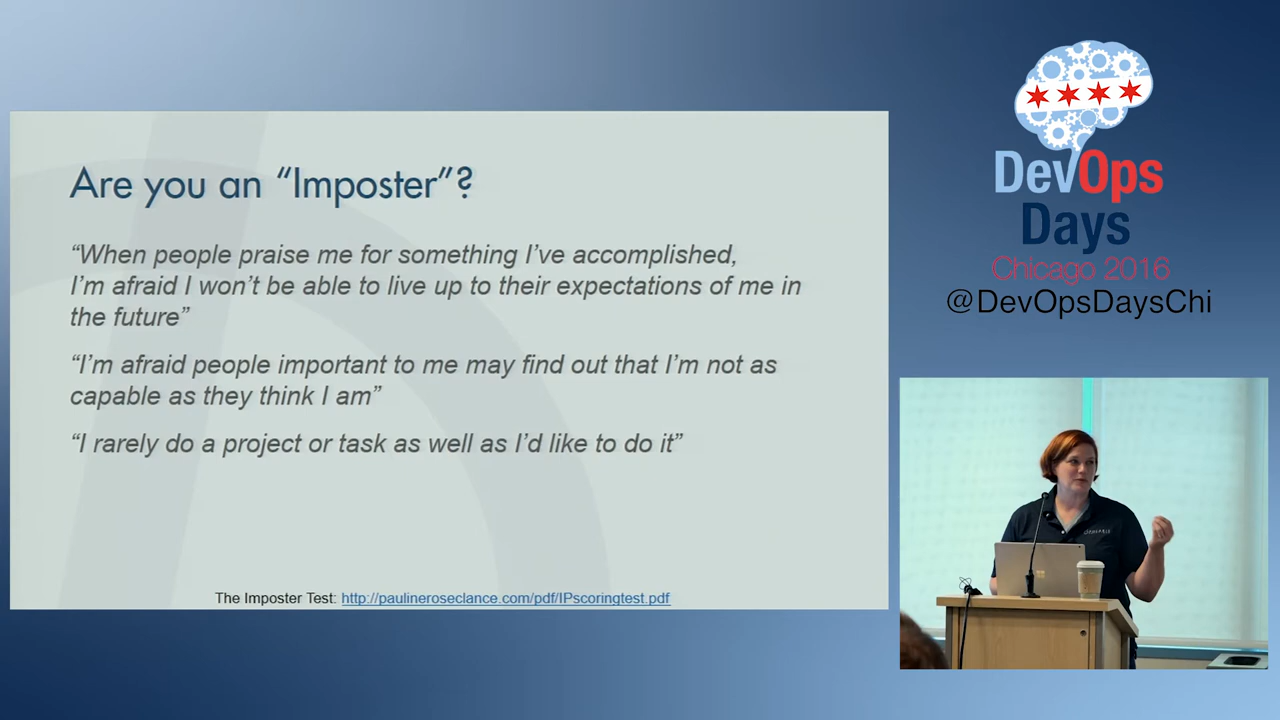 Are you an “Imposter”?
“When people praise me for something I’ve accomplished,
I’m afraid I won’t be able to live up to their expectations of me in
the future”
“I’m afraid people important to me may find out that I’m not as
capable as they think I am”
“I rarely do a project or task as well as I’d like to do it”
The Imposter Test: http://paulineroseclance.com/pdf/IPscoringtest.pdf
DevOps
Days
Chicago 2016
@DevOpsDaysChi